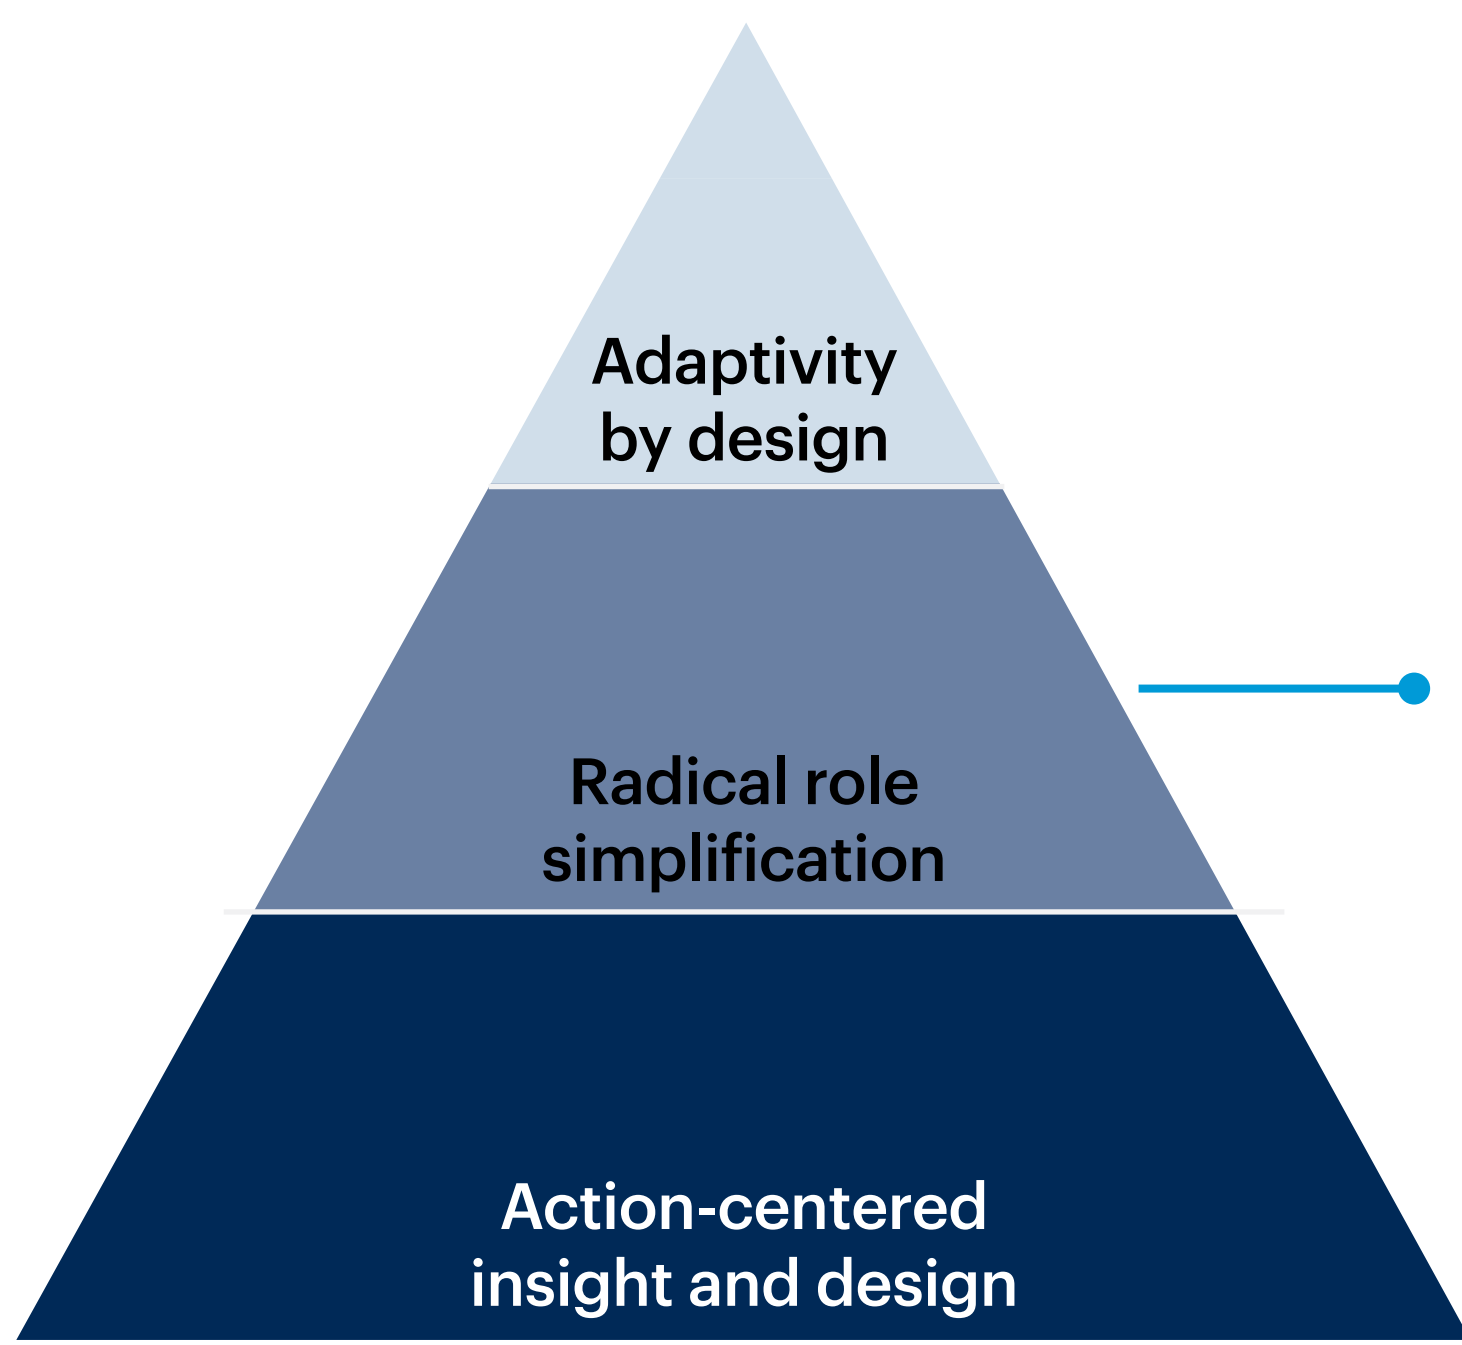 Adaptivity
by design
Radical role
simplification
Action-centered
insight and design